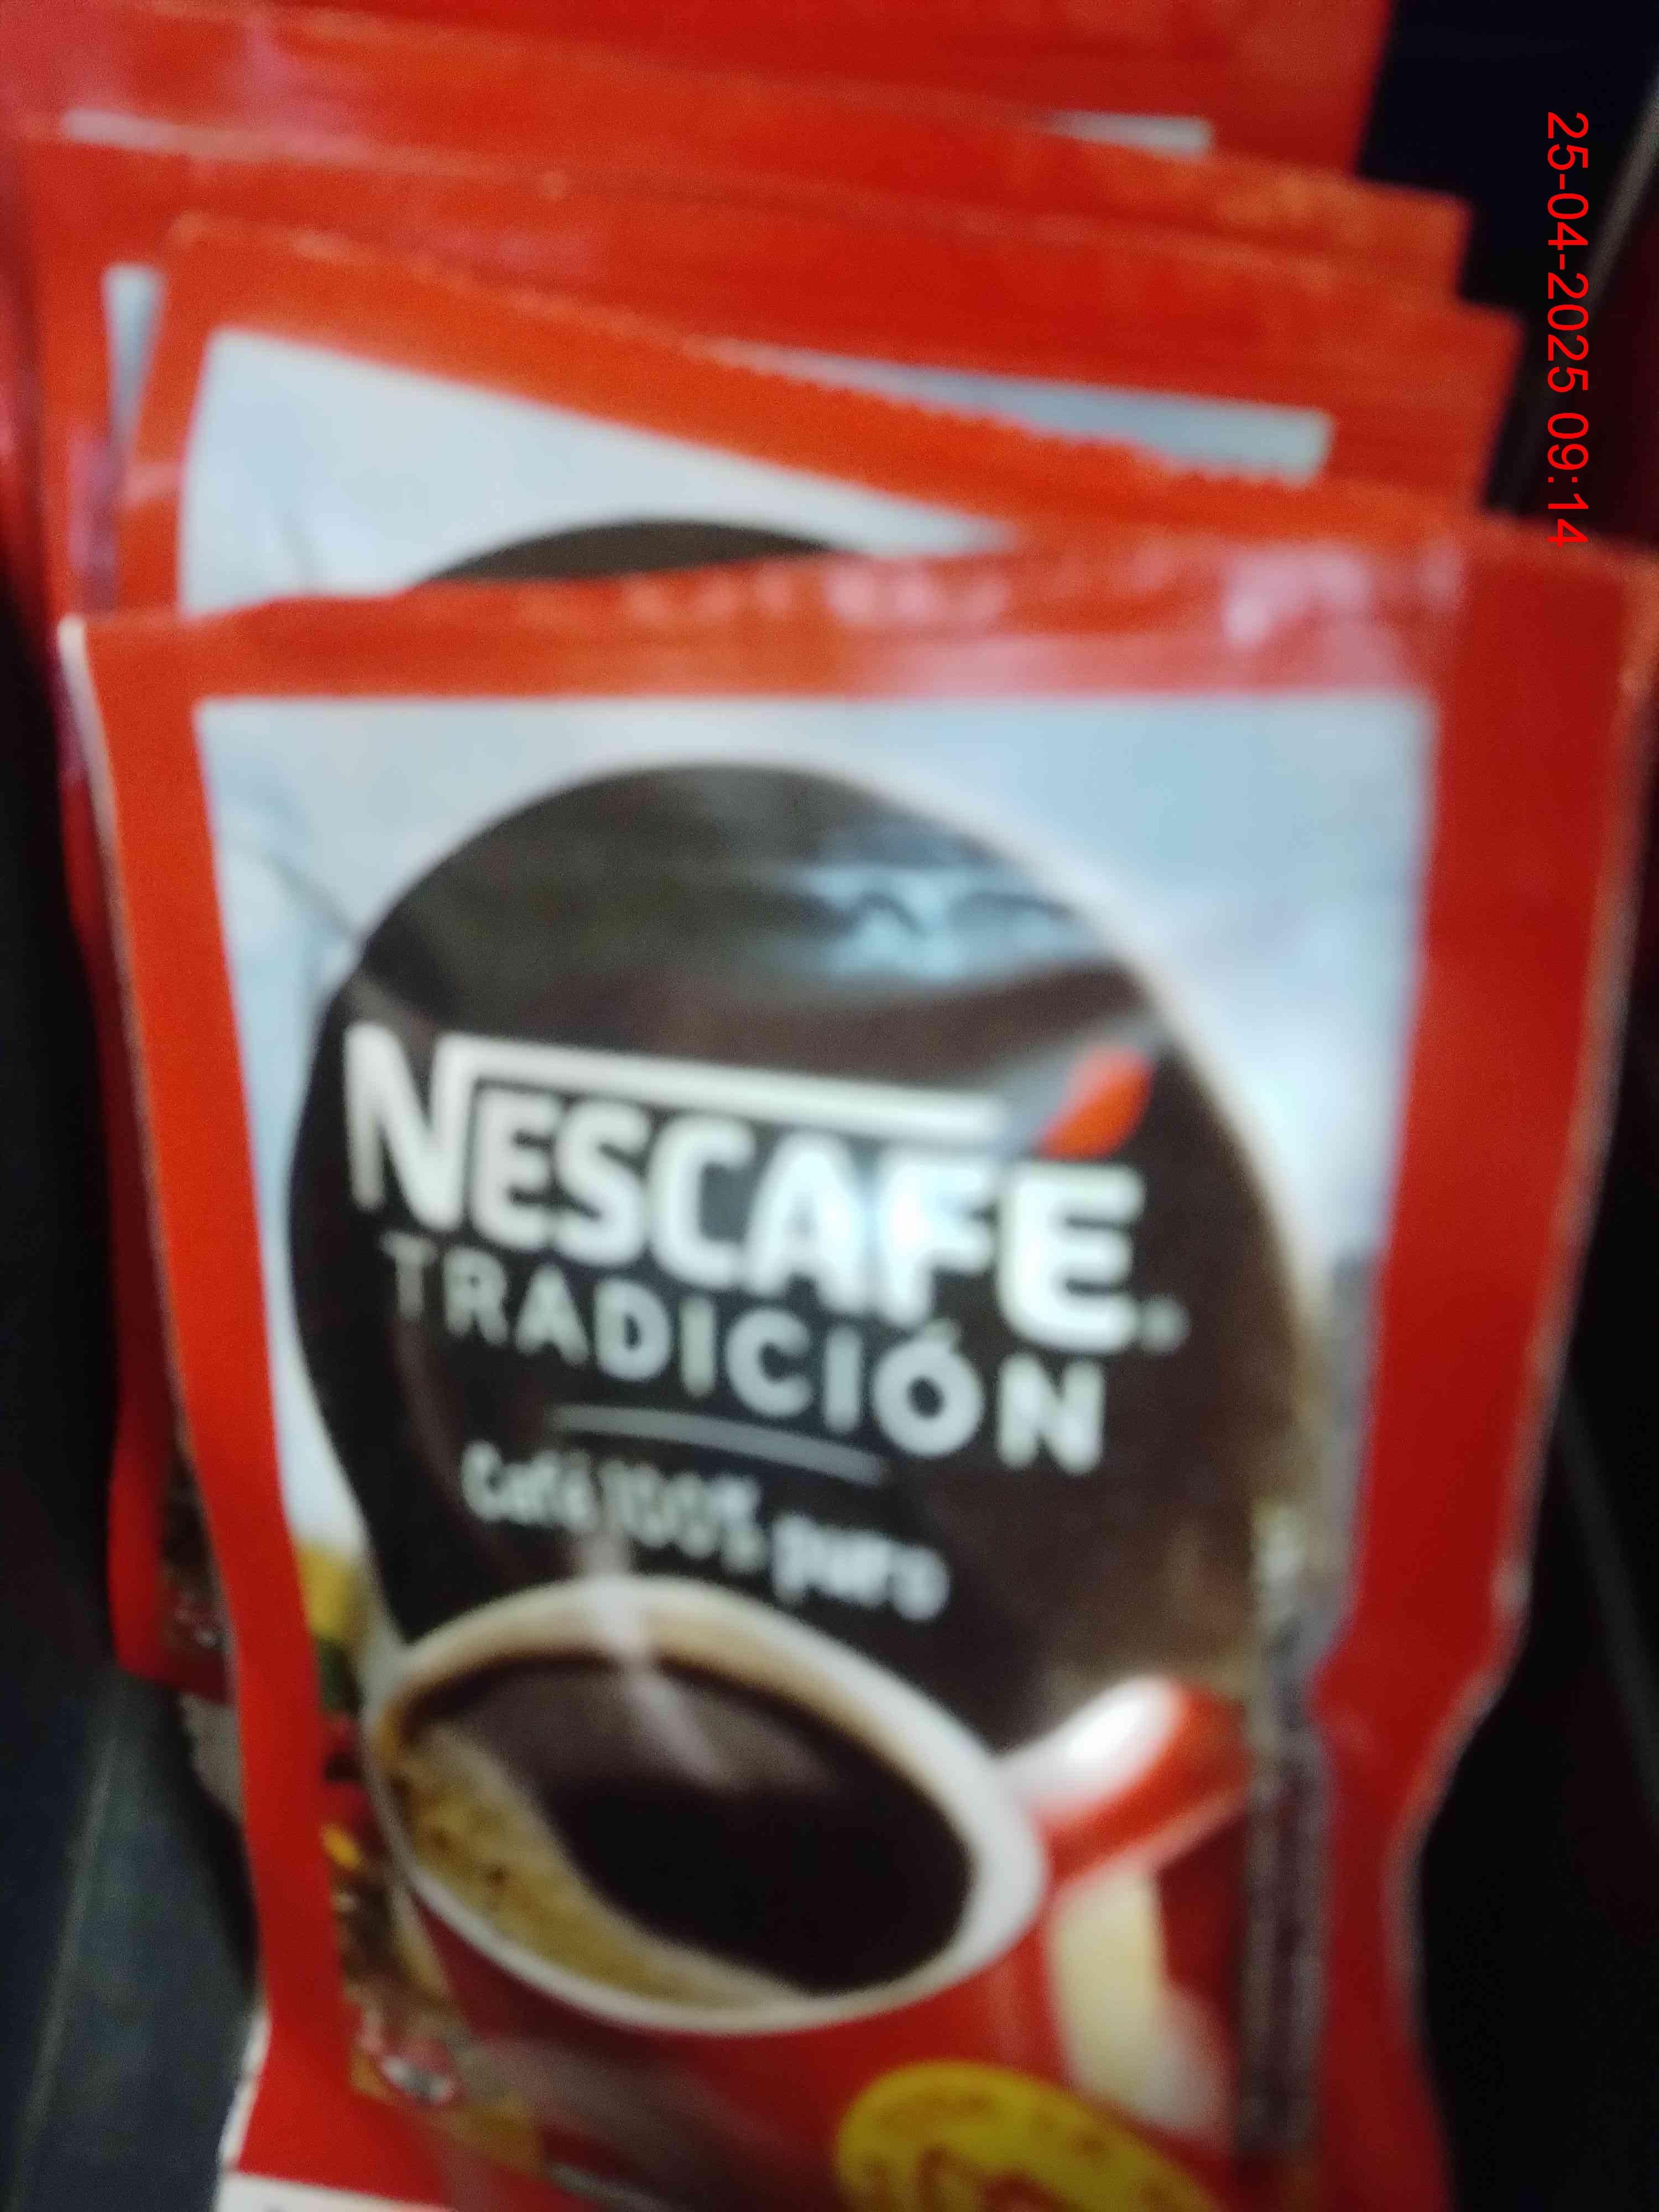 25-04-2025 09:14
NESCAFÉ
TRADICIÓN
Café 100% puro